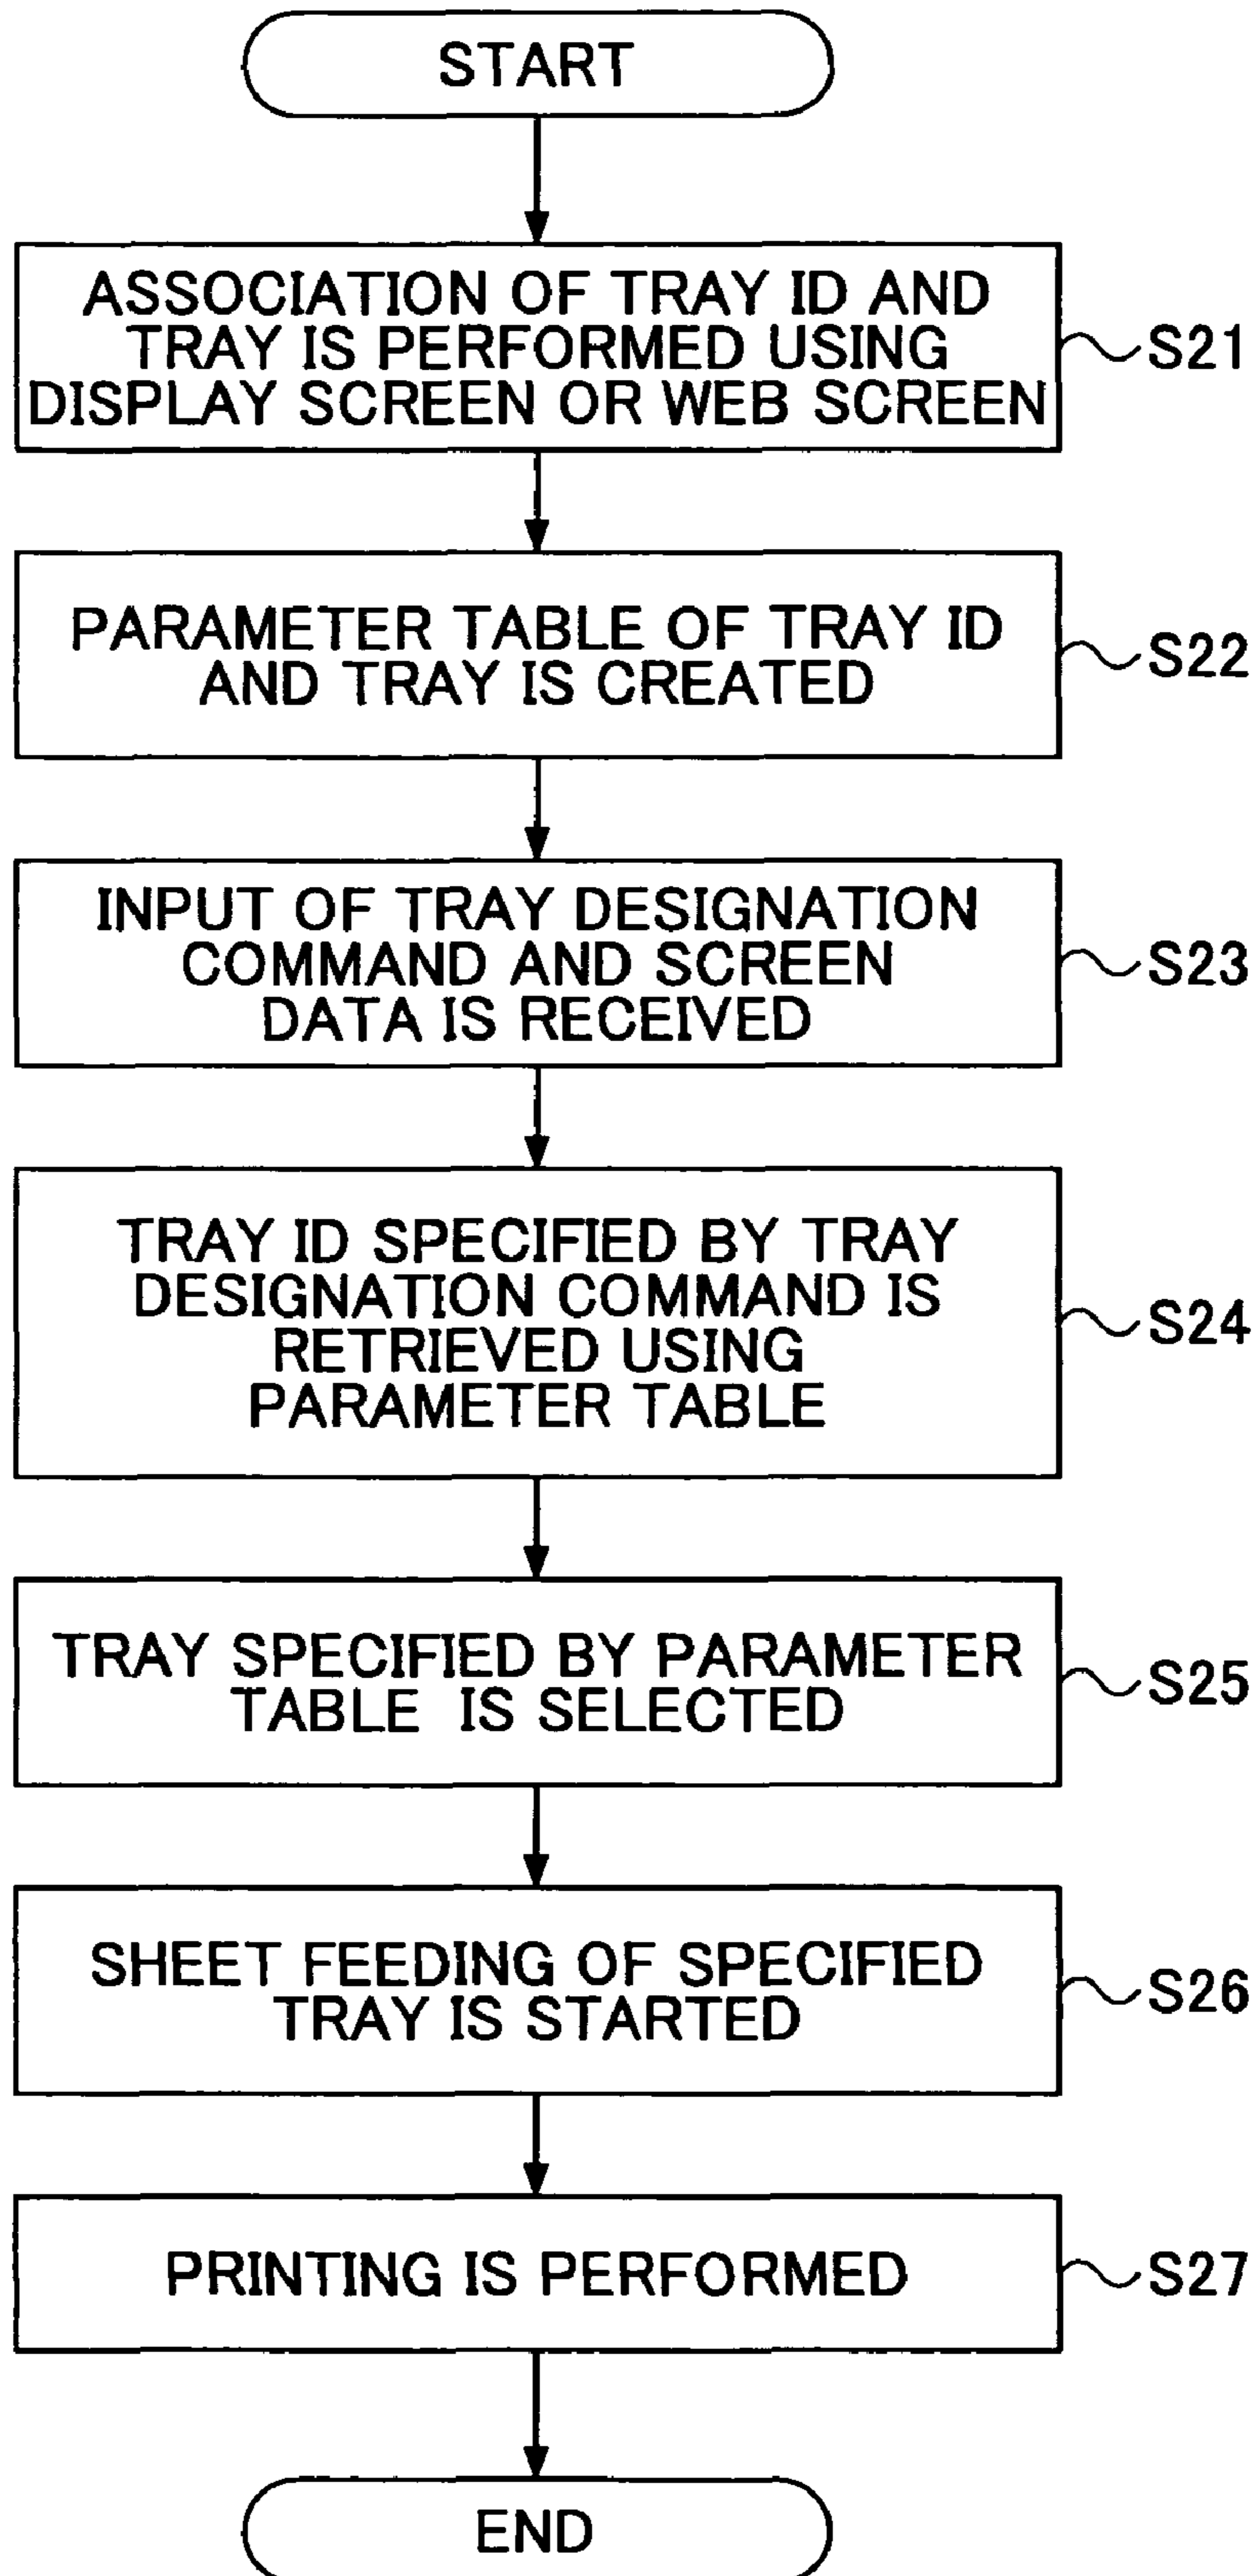 START
ASSOCIATION OF TRAY ID AND
TRAY IS PERFORMED USING
DISPLAY SCREEN OR WEB SCREEN
S21
PARAMETER TABLE OF TRAY ID
AND TRAY IS CREATED
S22
INPUT OF TRAY DESIGNATION
COMMAND AND SCREEN
DATA IS RECEIVED
S23
TRAY ID SPECIFIED BY TRAY
DESIGNATION COMMAND IS
RETRIEVED USING
PARAMETER TABLE
S24
TRAY SPECIFIED BY PARAMETER
TABLE IS SELECTED
S25
SHEET FEEDING OF SPECIFIED
TRAY IS STARTED
S26
PRINTING IS PERFORMED
S27
END